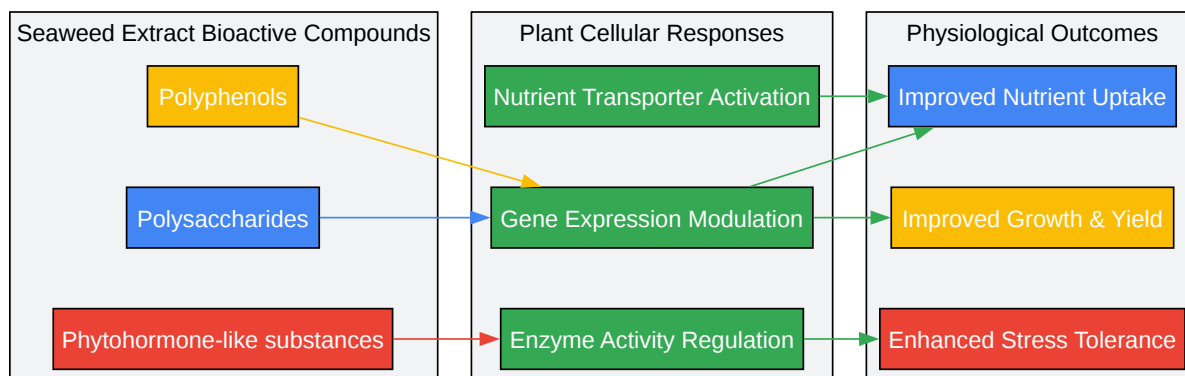 Seaweed Extract Bioactive Compounds
Polyphenols
Polysaccharides
Phytohormone-like substances
Plant Cellular Responses
Nutrient Transporter Activation
Gene Expression Modulation
Enzyme Activity Regulation
Physiological Outcomes
Improved Nutrient Uptake
Improved Growth & Yield
Enhanced Stress Tolerance